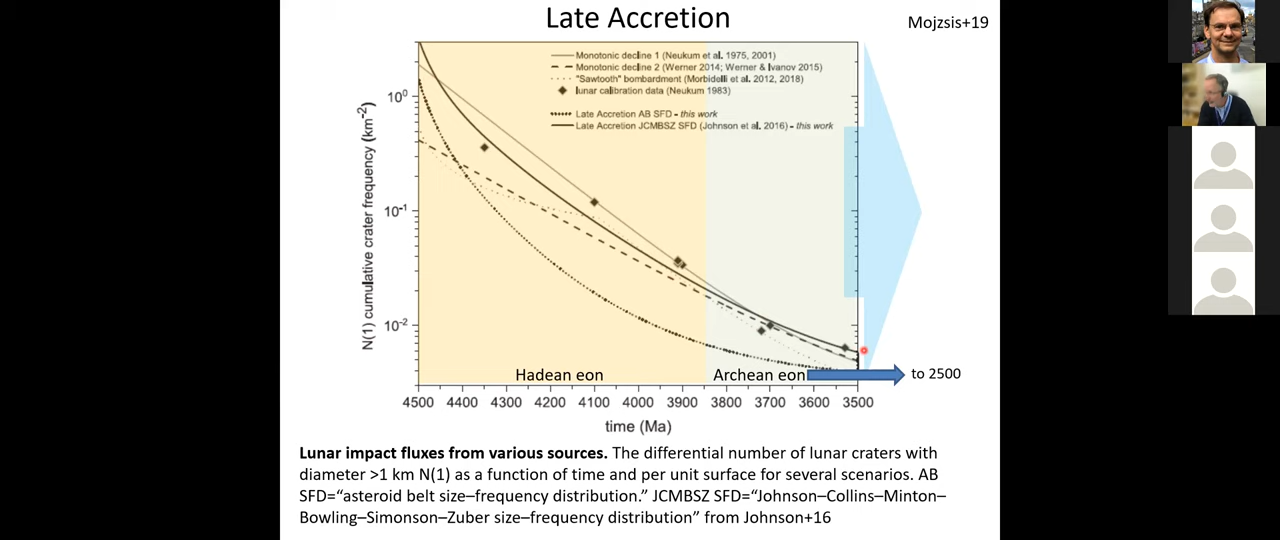 Late Accretion
Mojzsis+19
Monotonic decline 1 (Neukum et al. 1975, 2001)
Monotonic decline 2 (Werner 2014; Werner & Ivanov 2015)
"Sawtooth" bombardment (Morbidelli et al. 2012, 2018)
lunar calibration data (Neukum 1983)
Late Accretion AB SFD - this work
Late Accretion JCMBSZ SFD (Johnson et al. 2016) - this work
N(1) cumulative crater frequency (km⁻²)
10⁰
10⁻¹
10⁻²
Hadean eon
Archean eon
to 2500
4500 4400 4300 4200 4100 4000 3900 3800 3700 3600 3500
time (Ma)
Lunar impact fluxes from various sources. The differential number of lunar craters with
diameter >1 km N(1) as a function of time and per unit surface for several scenarios. AB
SFD=“asteroid belt size–frequency distribution.” JCMBSZ SFD=“Johnson–Collins–Minton–
Bowling–Simonson–Zuber size–frequency distribution” from Johnson+16